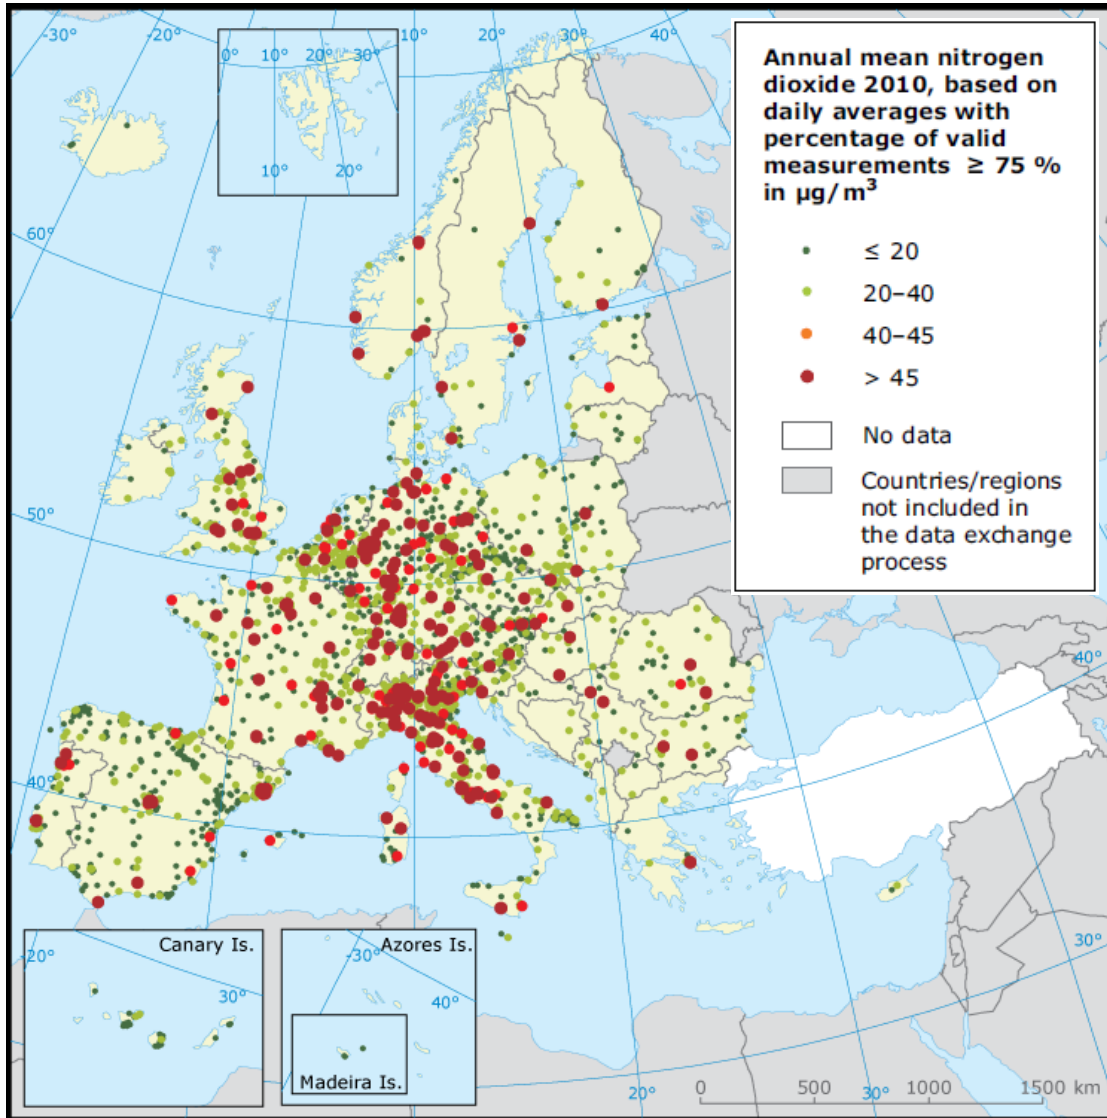 -30°
-20°
0°
10°
20°
30°
10°
20°
10°
20°
30°
40°
60°
50°
40°
40°
30°
Annual mean nitrogen
dioxide 2010, based on
daily averages with
percentage of valid
measurements ≥ 75 %
in µg/m³
≤ 20
20–40
40–45
> 45
No data
Countries/regions
not included in
the data exchange
process
Canary Is.
-20°
30°
Azores Is.
-30°
40°
Madeira Is.
0°
10°
20°
30°
0 500 1000 1500 km